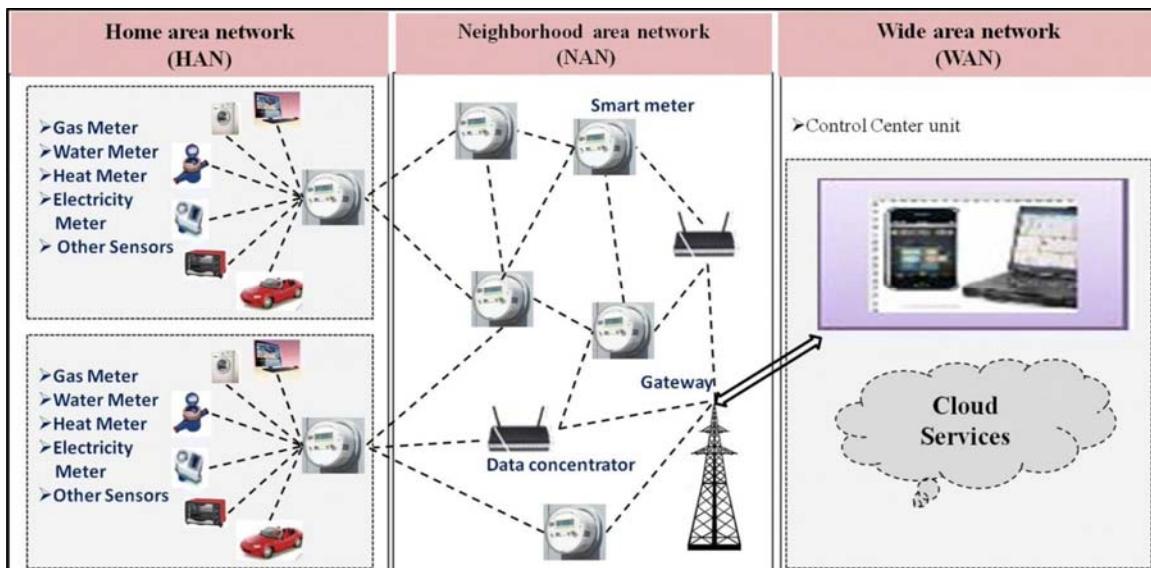 Home area network
(HAN)
Neighborhood area network
(NAN)
Wide area network
(WAN)
➢Gas Meter
➢Water Meter
➢Heat Meter
➢Electricity
Meter
➢ Other Sensors
➢Gas Meter
➢Water Meter
➢Heat Meter
➢Electricity
Meter
➢Other Sensors
Smart meter
Gateway
Data concentrator
➢Control Center unit
Cloud
Services